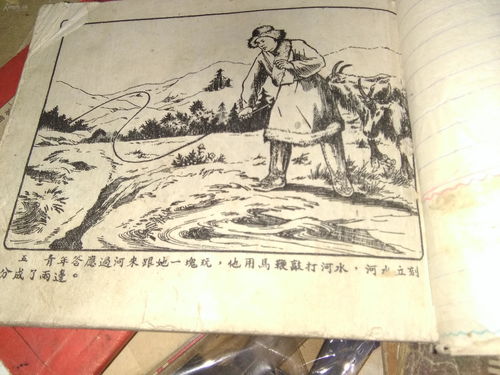 五 青年答應過河來跟她一塊玩，他用馬鞭敲打河水，河水立刻
分成了兩邊。